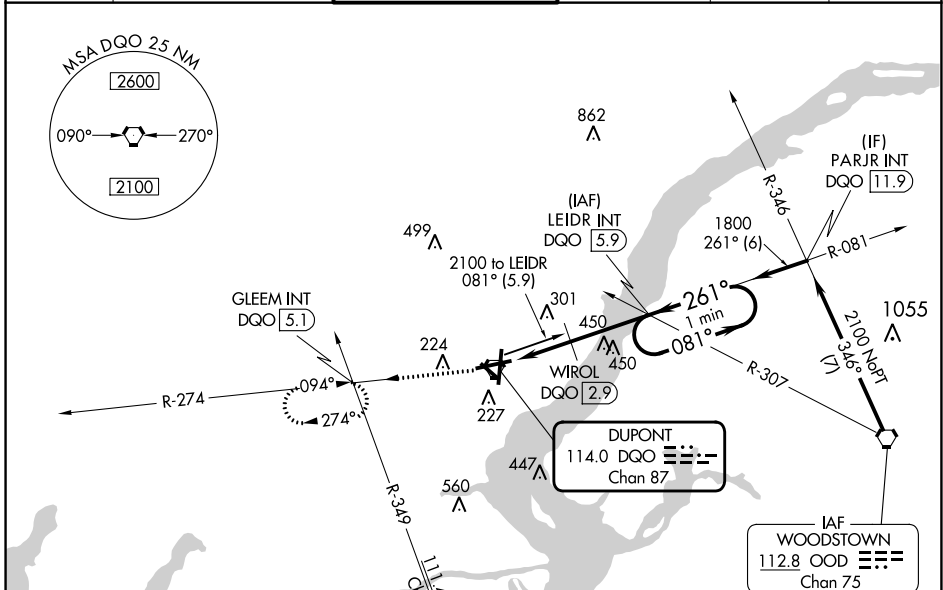 MSA DQO 25 NM
2600
090°
270°
2100
862
(IF)
PARJR INT
DQO 11.9
R-346
(IAF)
LEIDR INT
DQO 5.9
1800
261° (6)
R-081
499
2100 to LEIDR
081° (5.9)
GLEEM INT
DQO 5.1
301
261°
1 min
081°
450
450
2100 NoPT
346°
(7)
1055
224
WIROL
DQO 2.9
R-307
094°
R-274
274°
227
DUPONT
114.0 DQO
Chan 87
447
560
R-349
IAF
WOODSTOWN
112.8 OOD
Chan 75